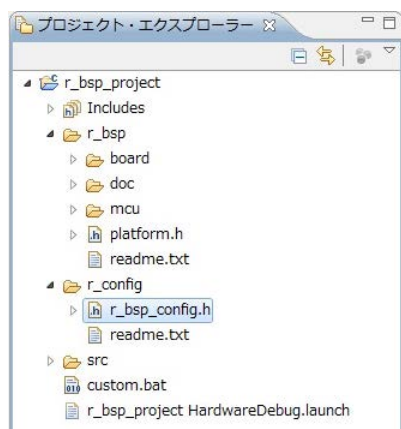 プロジェクト・エクスプローラー
r_bsp_project
Includes
r_bsp
board
doc
mcu
platform.h
readme.txt
r_config
r_bsp_config.h
readme.txt
src
custom.bat
r_bsp_project HardwareDebug.launch